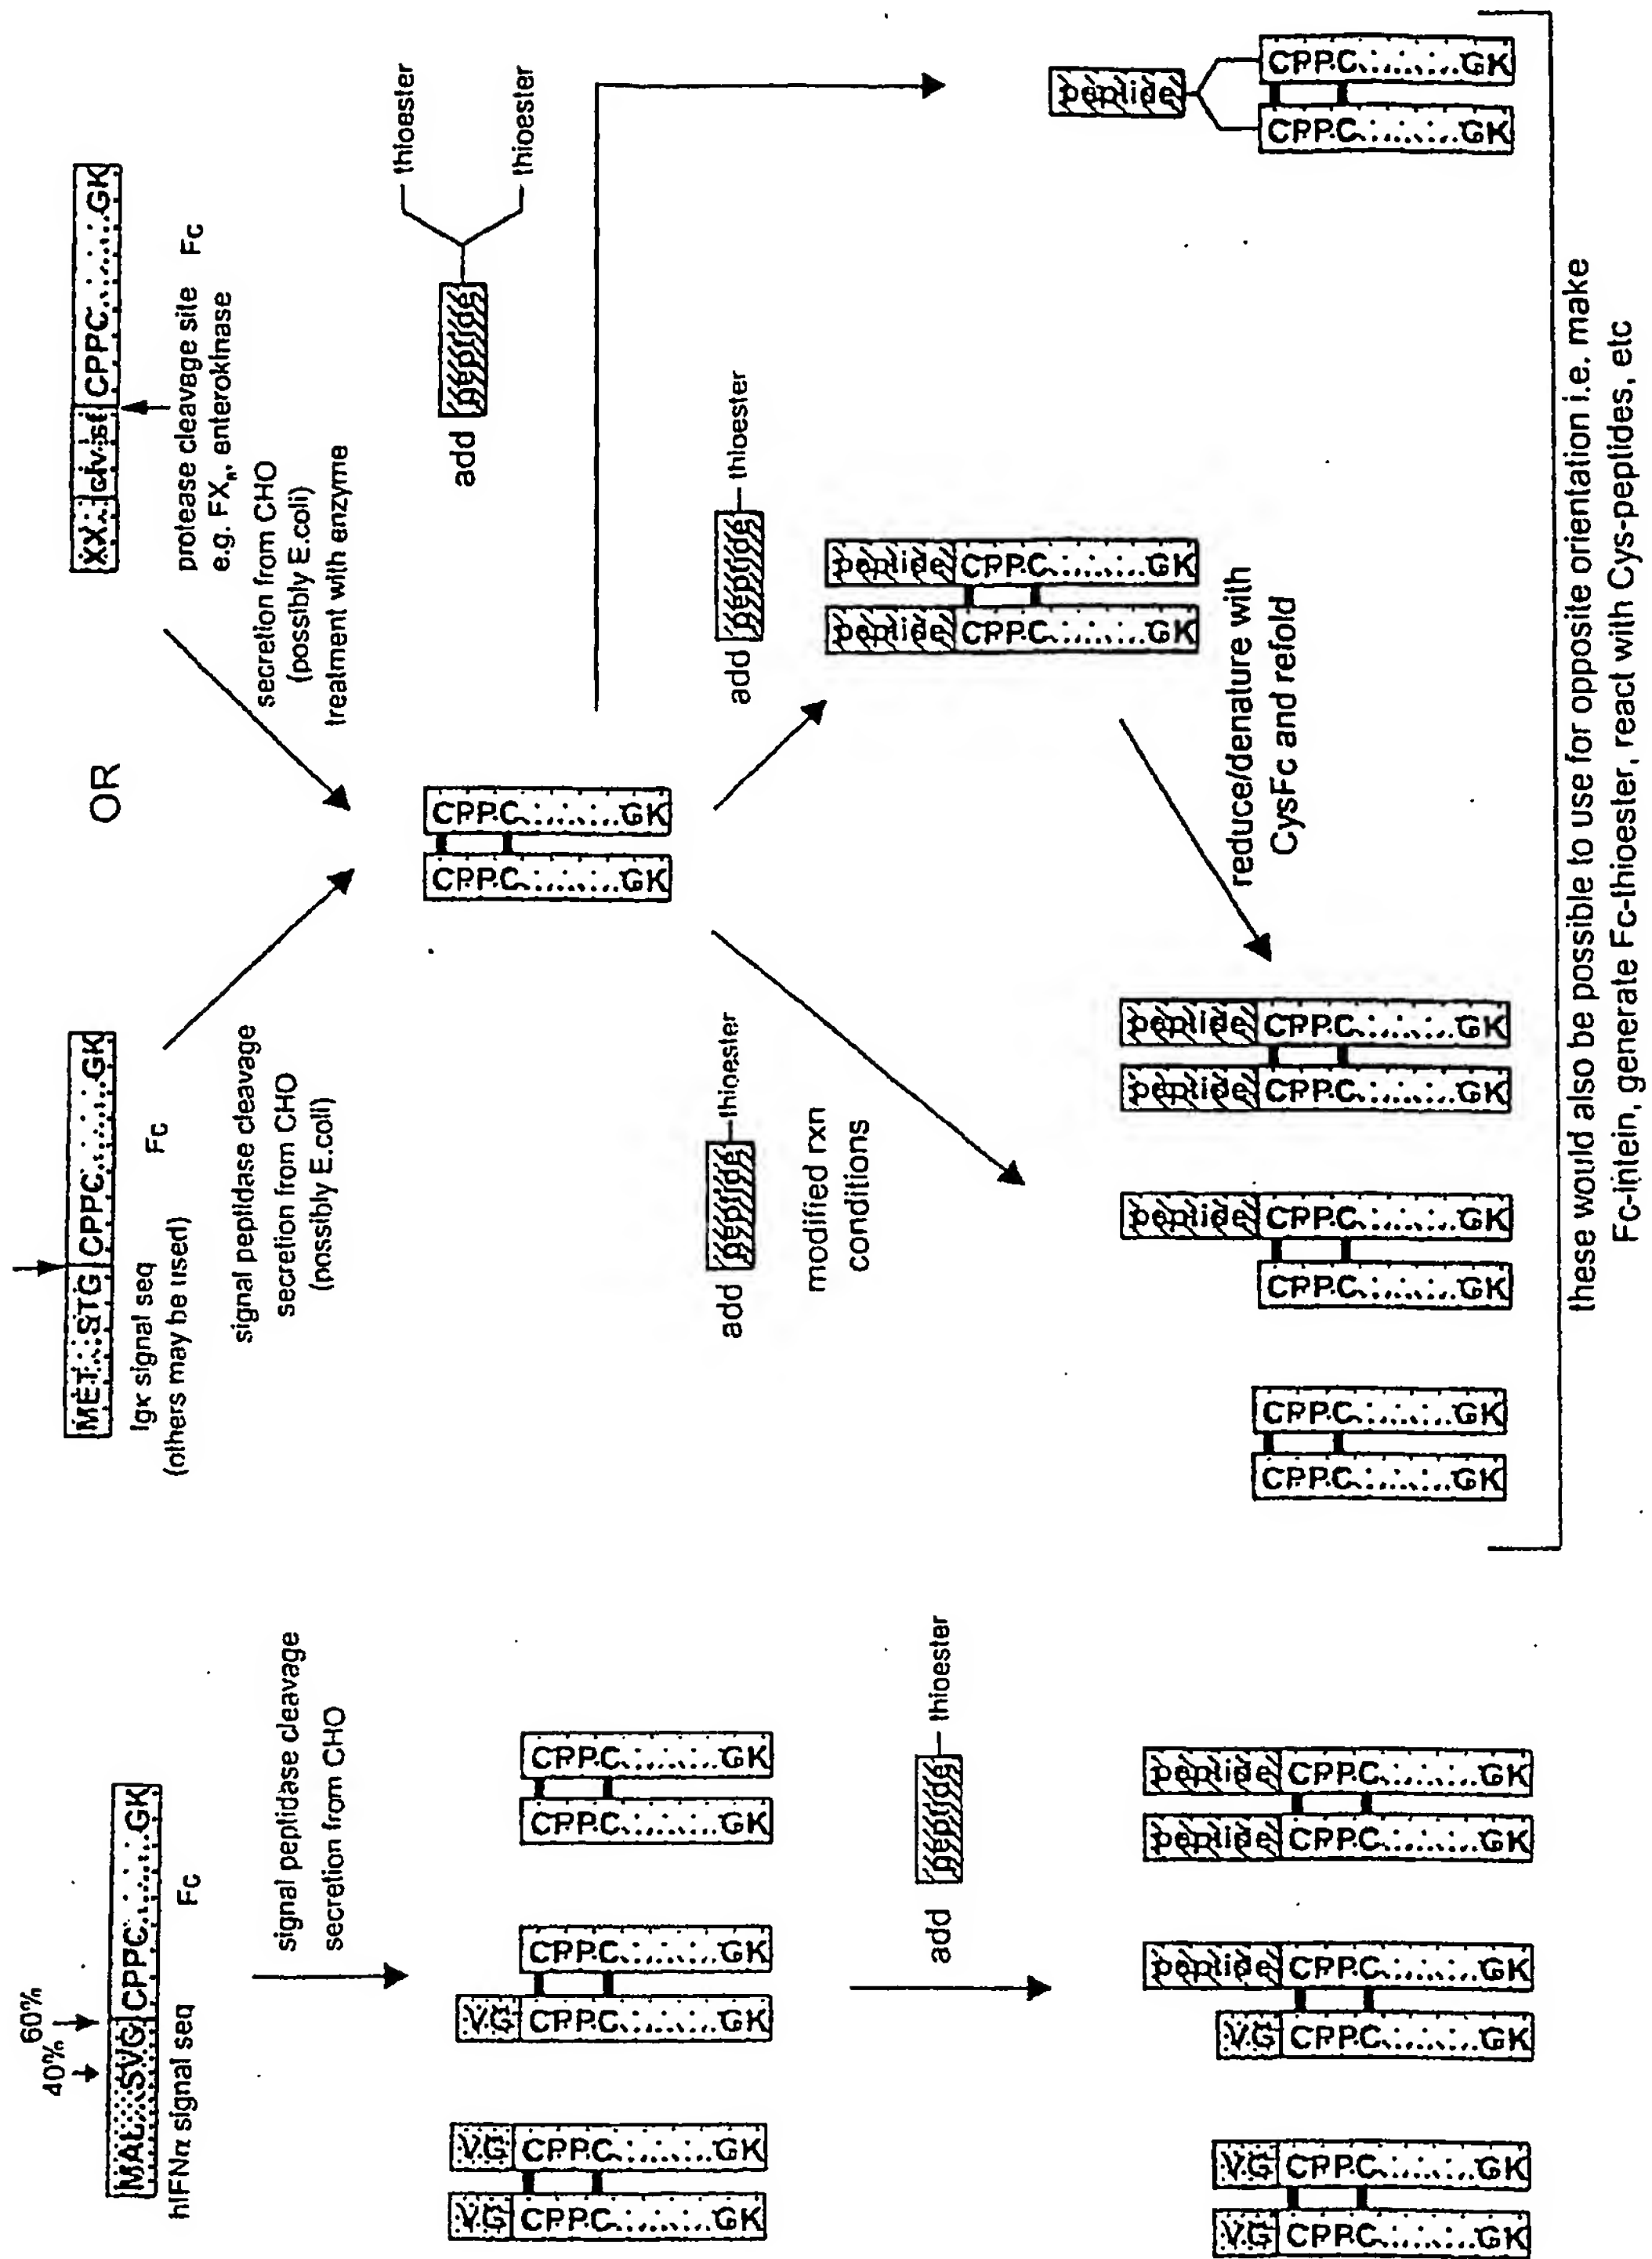 40%
60%
MAL...SVG CPPC.........GK
hIFNα signal seq
Fc
signal peptidase cleavage
secretion from CHO
VG CPPC.........GK
VG CPPC.........GK
VG CPPC.........GK
CPPC.........GK
CPPC.........GK
CPPC.........GK
add peptide thioester
VG CPPC.........GK
VG CPPC.........GK
VG CPPC.........GK
peptide CPPC.........GK
peptide CPPC.........GK
peptide CPPC.........GK
MET...STG CPPC.........GK
Igκ signal seq
(others may be used)
Fc
signal peptidase cleavage
secretion from CHO
(possibly E.coli)
OR
XX... clv-st CPPC.........GK
protease cleavage site
e.g. FXₙ, enterokinase
Fc
secretion from CHO
(possibly E.coli)
treatment with enzyme
CPPC.........GK
CPPC.........GK
add peptide thioester
modified rxn
conditions
add peptide thioester
peptide CPPC.........GK
peptide CPPC.........GK
reduce/denature with
CysFc and refold
add peptide thioester
thioester
CPPC.........GK
CPPC.........GK
CPPC.........GK
peptide CPPC.........GK
peptide CPPC.........GK
peptide CPPC.........GK
peptide
CPPC.........GK
CPPC.........GK
these would also be possible to use for opposite orientation i.e. make
Fc-intein, generate Fc-thioester, react with Cys-peptides, etc